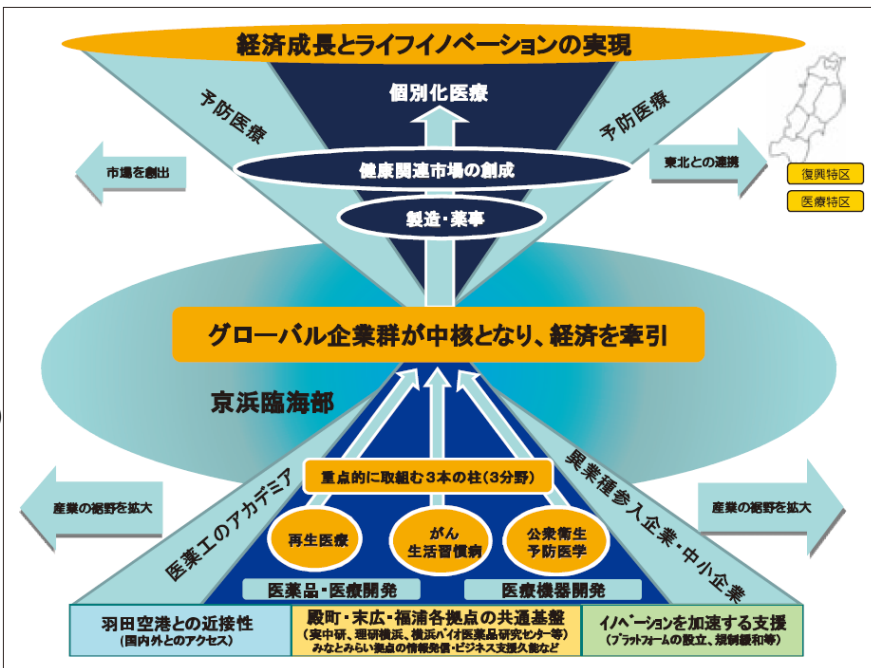 経済成長とライフイノベーションの実現
予防医療
個別化医療
予防医療
市場を創出
健康関連市場の創成
東北との連携
復興特区
医療特区
製造・薬事
グローバル企業群が中核となり、経済を牽引
京浜臨海部
産業の裾野を拡大
医薬工のアカデミア
重点的に取組む3本の柱(3分野)
異業種参入企業・中小企業
産業の裾野を拡大
再生医療
がん
生活習慣病
公衆衛生
予防医学
医薬品・医療開発
医療機器開発
羽田空港との近接性
(国内外とのアクセス)
殿町・末広・福浦各拠点の共通基盤
(実中研、理研横浜、横浜バイオ医薬品研究センター等)
みなとみらい拠点の情報発信・ビジネス支援久能など
イノベーションを加速する支援
(プラットフォームの設立、規制緩和等)